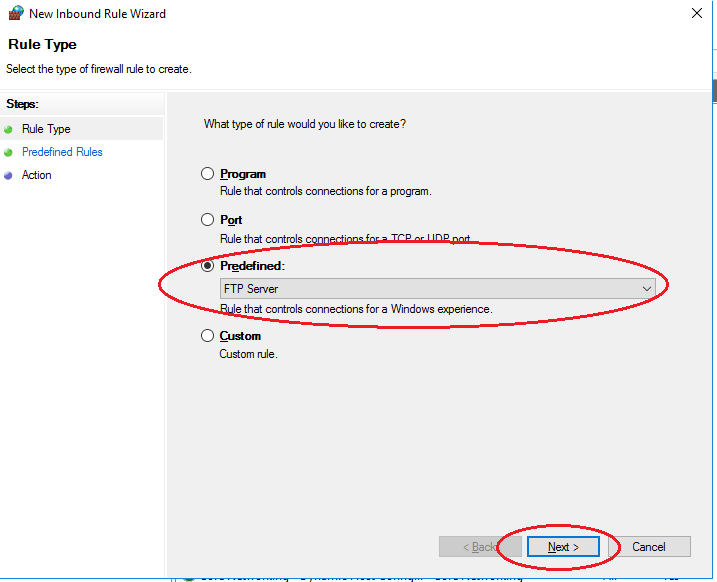 New Inbound Rule Wizard
Rule Type
Select the type of firewall rule to create.
Steps:
Rule Type
Predefined Rules
Action
What type of rule would you like to create?
Program
Rule that controls connections for a program.
Port
Rule that controls connections for a TCP or UDP port.
Predefined:
FTP Server
Rule that controls connections for a Windows experience.
Custom
Custom rule.
< Back
Next >
Cancel